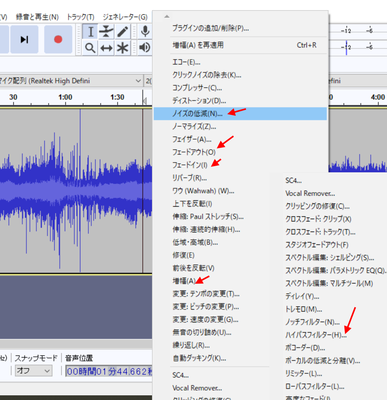 (E) 録音と再生(N) トラック(T) ジェネレーター(G)
プラグインの追加/削除(P)...
増幅(A) を再適用 Ctrl+R
エコー(E)...
クリックノイズの除去(K)...
コンプレッサー(C)...
ディストーション(D)...
ノイズの低減(N)...
ノーマライズ(Z)...
フェイザー(A)...
フェードアウト(O)
フェードイン(I)
リバーブ(R)...
ワウ (Wahwah) (W)...
上下を反転(I)
伸縮: Paul ストレッチ(S)...
伸縮: 連続的伸縮(H)...
低域・高域(B)...
修復(E)
前後を反転(V)
増幅(A)...
変更: テンポの変更(T)...
変更: ピッチの変更(P)...
変更: 速度の変更(G)...
無音の切り詰め(U)...
繰り返し(R)...
自動ダッキング(K)...
SC4...
クリッピングの修復(C)...
SC4...
Vocal Remover...
クリッピングの修復(C)...
クロスフェード: クリップ(X)
クロスフェード: トラック(T)...
スタジオフェードアウト(F)
スペクトル編集: シェルビング(S)...
スペクトル編集: パラメトリック EQ(Q)...
スペクトル編集: マルチツール(M)
ディレイ(Y)...
トレモロ(M)...
ノッチフィルター(N)...
ハイパスフィルター(H)...
ボコーダー(D)...
ボーカルの低減と分離(V)...
リミッター(L)...
ローパスフィルター(L)...
-12 -6
-12 -6
マイク配列 (Realtek High Defini
2(
th Defini
30 1:00 1:30
4:00
スナップモード 音声位置
オフ 00時間01分44,662秒